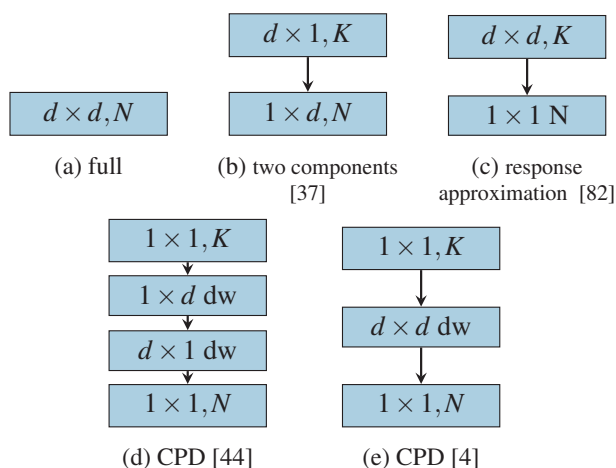 d × d, N
(a) full
d × 1, K
1 × d, N
(b) two components
[37]
d × d, K
1 × 1 N
(c) response
approximation [82]
1 × 1, K
1 × d dw
d × 1 dw
1 × 1, N
(d) CPD [44]
1 × 1, K
d × d dw
1 × 1, N
(e) CPD [4]